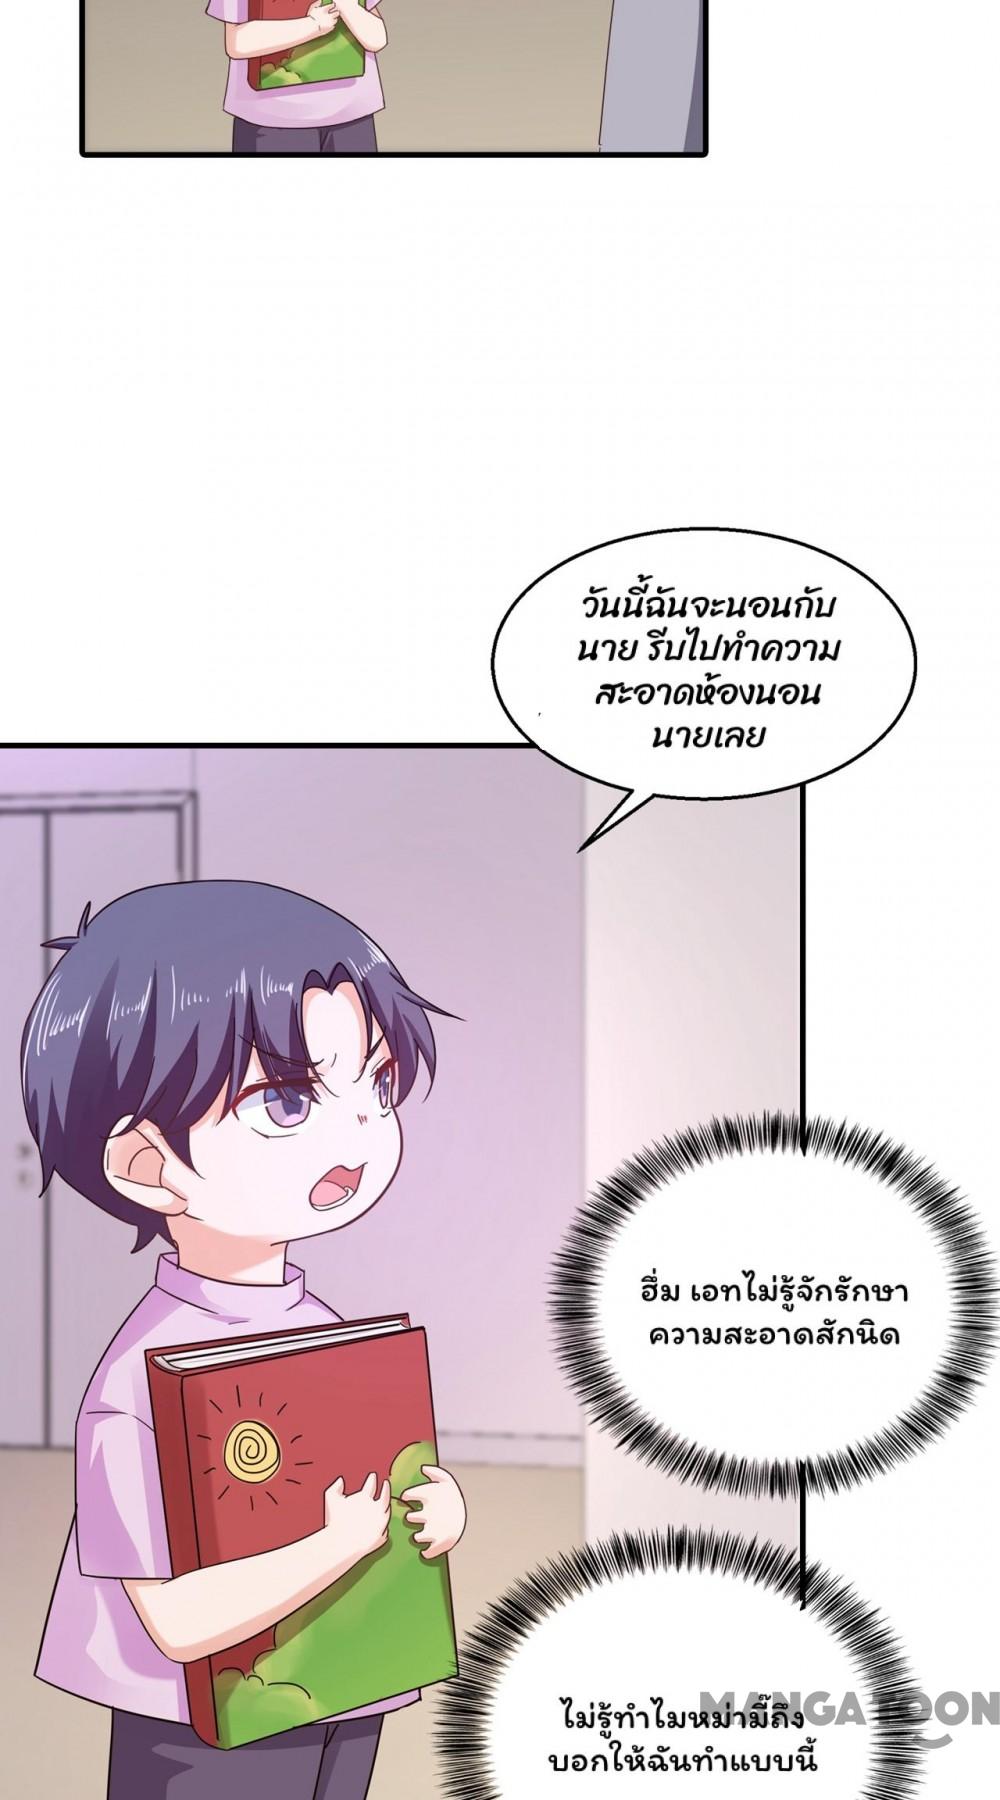 วันนี้ฉันจะนอนกับ
นาย รีบไปทำความ
สะอาดห้องนอน
นายเลย
ฮึ่ม เอทไม่รู้จักรักษา
ความสะอาดสักนิด
ไม่รู้ทำไมหม่ามี๊ถึง
บอกให้ฉันทำแบบนี้
MANGATOON